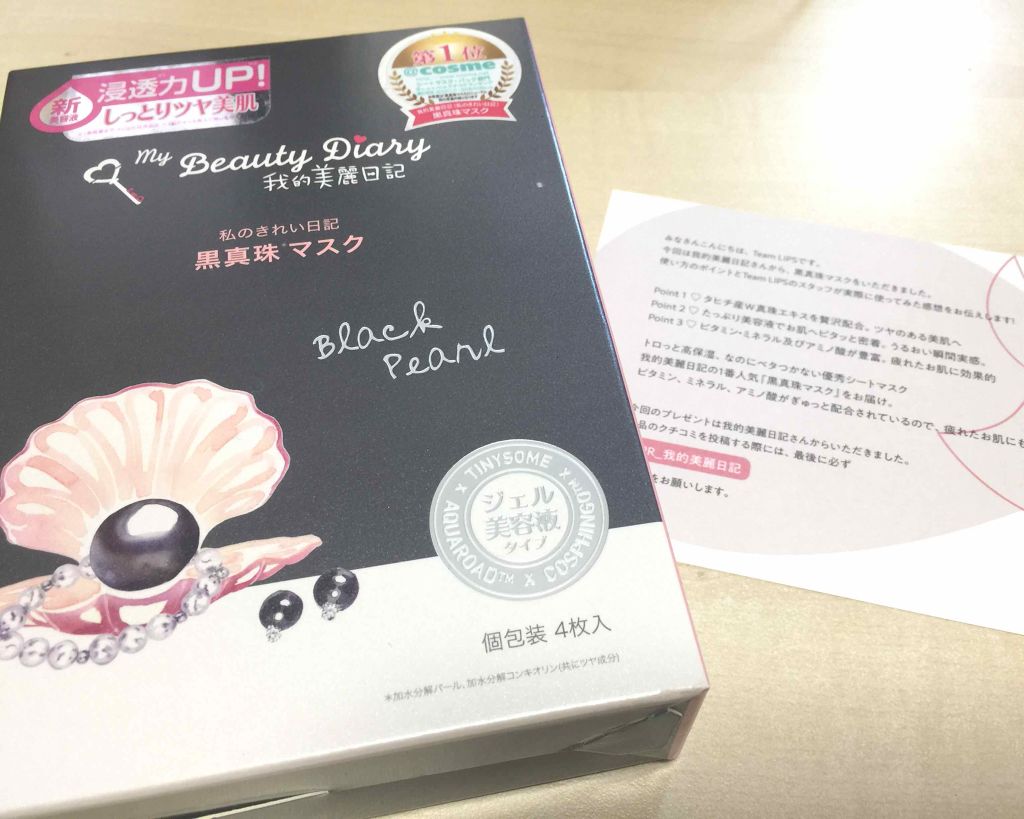 新
美容液
浸透力UP!
しっとりツヤ美肌
第1位
@cosme
黒真珠マスク
My Beauty Diary
我的美麗日記
私のきれい日記
黒真珠*マスク
Black
Pearl
TINYSOME x
AQUAROAD™ x COSPHINGO
ジェル
美容液
タイプ
個包装 4枚入
*加水分解パール、加水分解コンキオリン(共にツヤ成分)
みなさんこんにちは、Team LIPSです。
今回は我的美麗日記さんから、黒真珠マスクをいただきました。
使い方のポイントとTeam LIPSのスタッフが実際に使ってみた感想をお伝えします!
Point 1 ♡ タヒチ産W真珠エキスを贅沢配合。ツヤのある美肌へ
Point 2 ♡ たっぷり美容液でお肌へピタッと密着。うるおい瞬間実感。
Point 3 ♡ ビタミン・ミネラル及びアミノ酸が豊富。疲れたお肌に効果的
トロっと高保湿、なのにベタつかない優秀シートマスク
我的美麗日記の1番人気「黒真珠マスク」をお届け。
ビタミン、ミネラル、アミノ酸がぎゅっと配合されているので、疲れたお肌にも
今回のプレゼントは我的美麗日記さんからいただきました。
品のクチコミを投稿する際には、最後に必ず
PR_我的美麗日記
をお願いします。